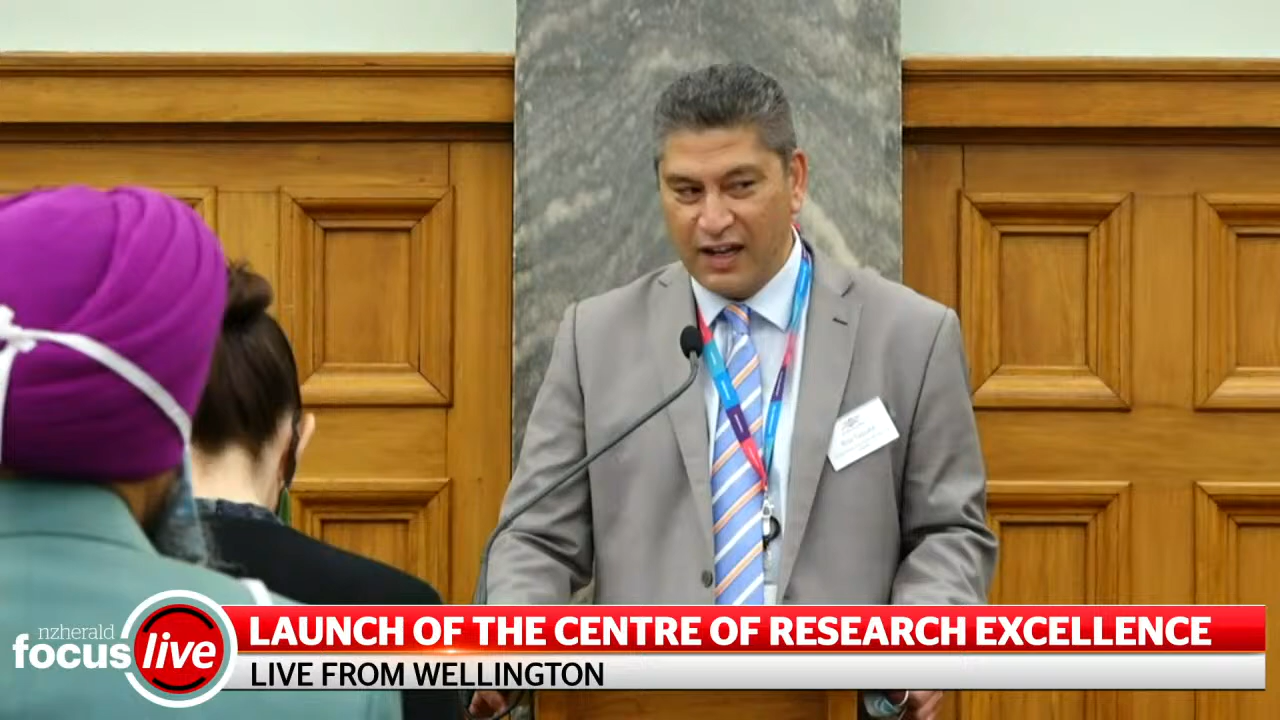 LAUNCH OF THE CENTRE OF RESEARCH EXCELLENCE
nzherald
focus live
LIVE FROM WELLINGTON